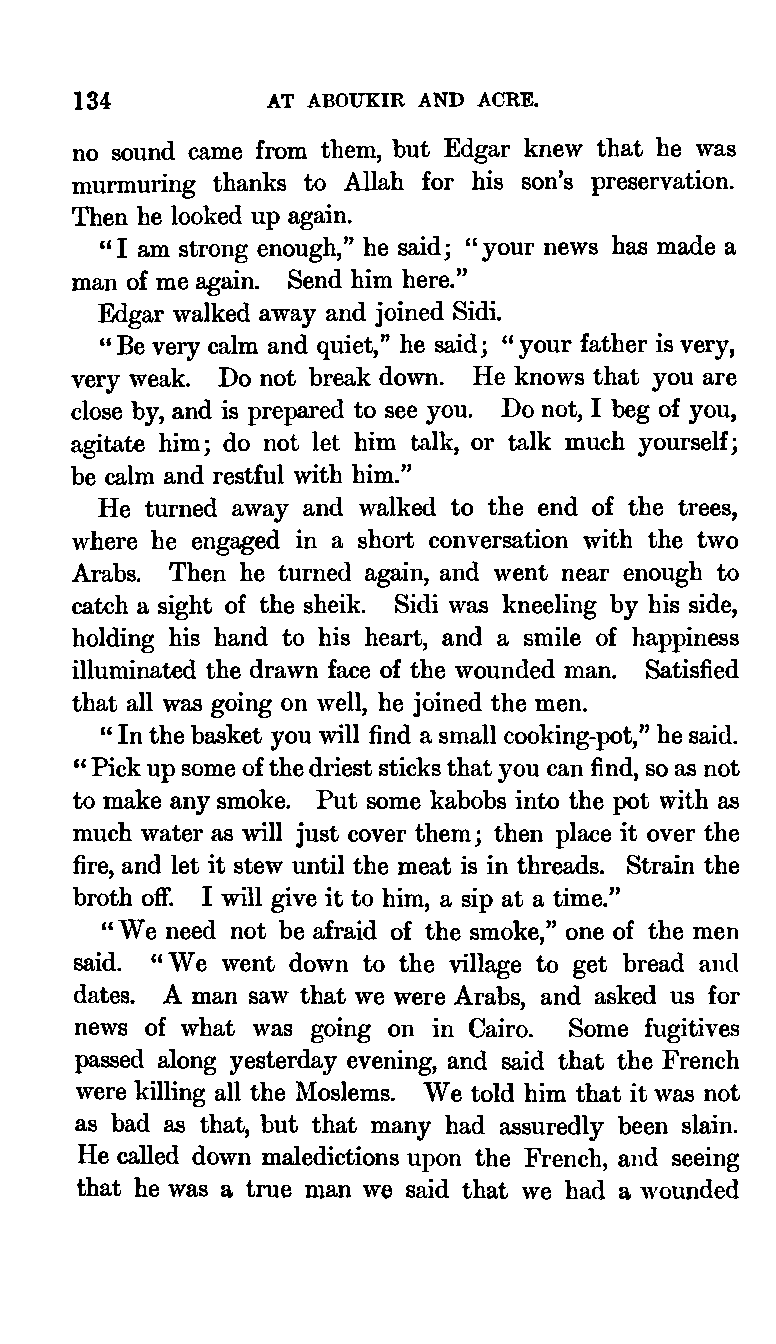 134 AT ABOUKIR AND ACRE.
no sound came from them, but Edgar knew that he was
murmuring thanks to Allah for his son's preservation.
Then he looked up again.
"I am strong enough," he said; "your news has made a
man of me again. Send him here."
Edgar walked away and joined Sidi.
"Be very calm and quiet," he said; "your father is very,
very weak. Do not break down. He knows that you are
close by, and is prepared to see you. Do not, I beg of you,
agitate him; do not let him talk, or talk much yourself;
be calm and restful with him."
He turned away and walked to the end of the trees,
where he engaged in a short conversation with the two
Arabs. Then he turned again, and went near enough to
catch a sight of the sheik. Sidi was kneeling by his side,
holding his hand to his heart, and a smile of happiness
illuminated the drawn face of the wounded man. Satisfied
that all was going on well, he joined the men.
"In the basket you will find a small cooking-pot," he said.
"Pick up some of the driest sticks that you can find, so as not
to make any smoke. Put some kabobs into the pot with as
much water as will just cover them; then place it over the
fire, and let it stew until the meat is in threads. Strain the
broth off. I will give it to him, a sip at a time."
"We need not be afraid of the smoke," one of the men
said. "We went down to the village to get bread and
dates. A man saw that we were Arabs, and asked us for
news of what was going on in Cairo. Some fugitives
passed along yesterday evening, and said that the French
were killing all the Moslems. We told him that it was not
as bad as that, but that many had assuredly been slain.
He called down maledictions upon the French, and seeing
that he was a true man we said that we had a wounded